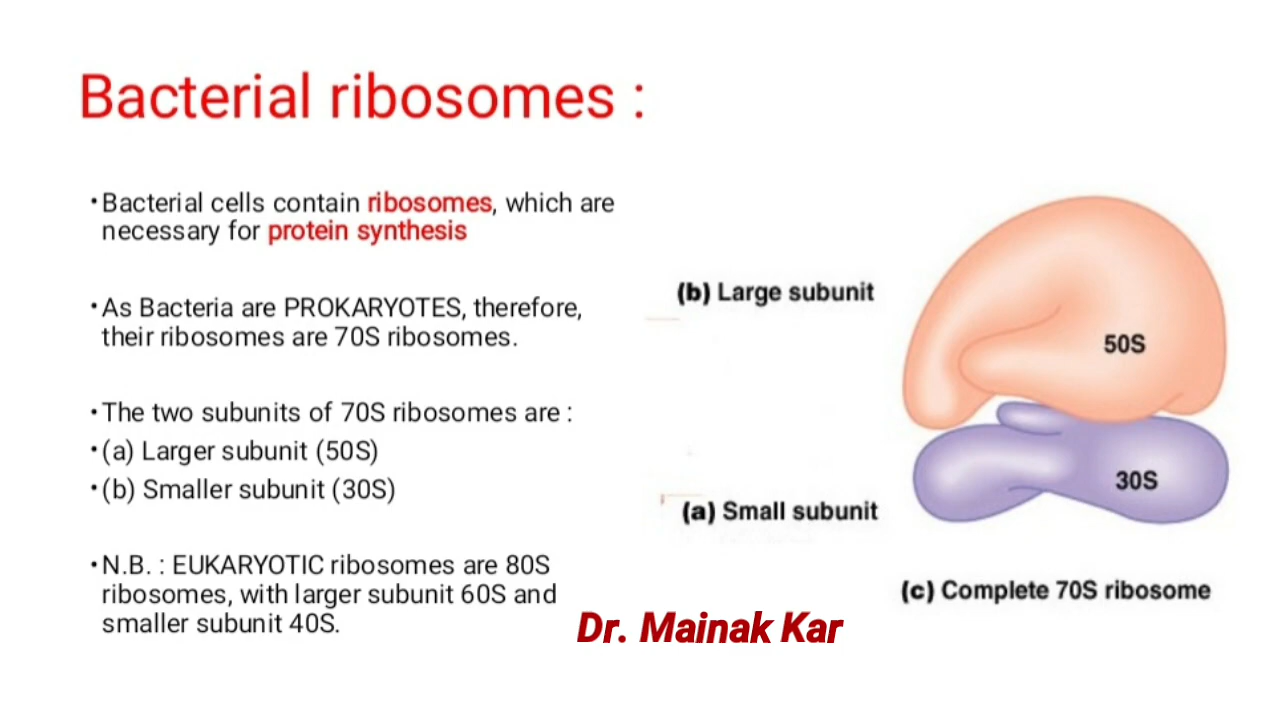 Bacterial ribosomes :
•Bacterial cells contain ribosomes, which are
necessary for protein synthesis
•As Bacteria are PROKARYOTES, therefore,
their ribosomes are 70S ribosomes.
•The two subunits of 70S ribosomes are :
•(a) Larger subunit (50S)
•(b) Smaller subunit (30S)
•N.B. : EUKARYOTIC ribosomes are 80S
ribosomes, with larger subunit 60S and
smaller subunit 40S.
(b) Large subunit
50S
30S
(a) Small subunit
(c) Complete 70S ribosome
Dr. Mainak Kar